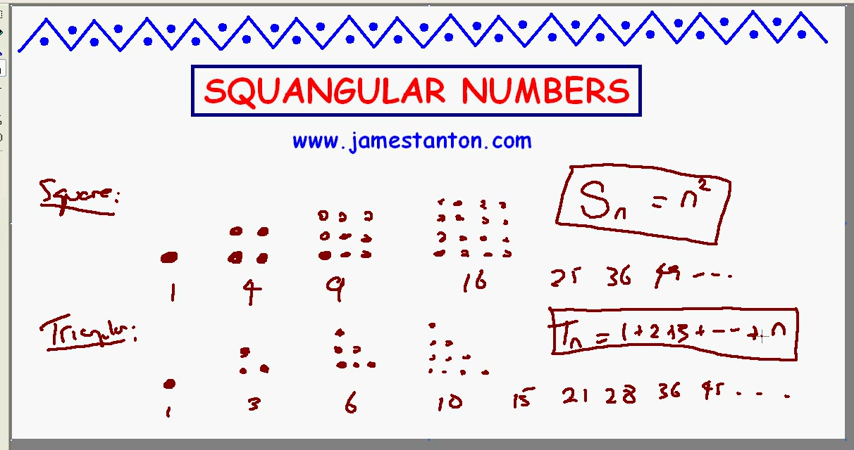 SQUANGULAR NUMBERS
www.jamestanton.com
Square:
Sn = n²
1 4 9 16 25 36 49 ...
Triangular:
Tn = 1+2+3+ --- + n
1 3 6 10 15 21 28 36 45 ....